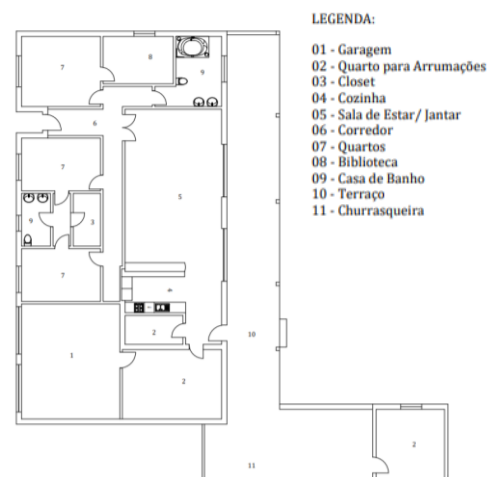 LEGENDA:
01 - Garagem
02 - Quarto para Arrumações
03 - Closet
04 - Cozinha
05 - Sala de Estar/ Jantar
06 - Corredor
07 - Quartos
08 - Biblioteca
09 - Casa de Banho
10 - Terraço
11 - Churrasqueira
7
8
9
6
7
5
9
3
7
4
2
10
1
2
2
11